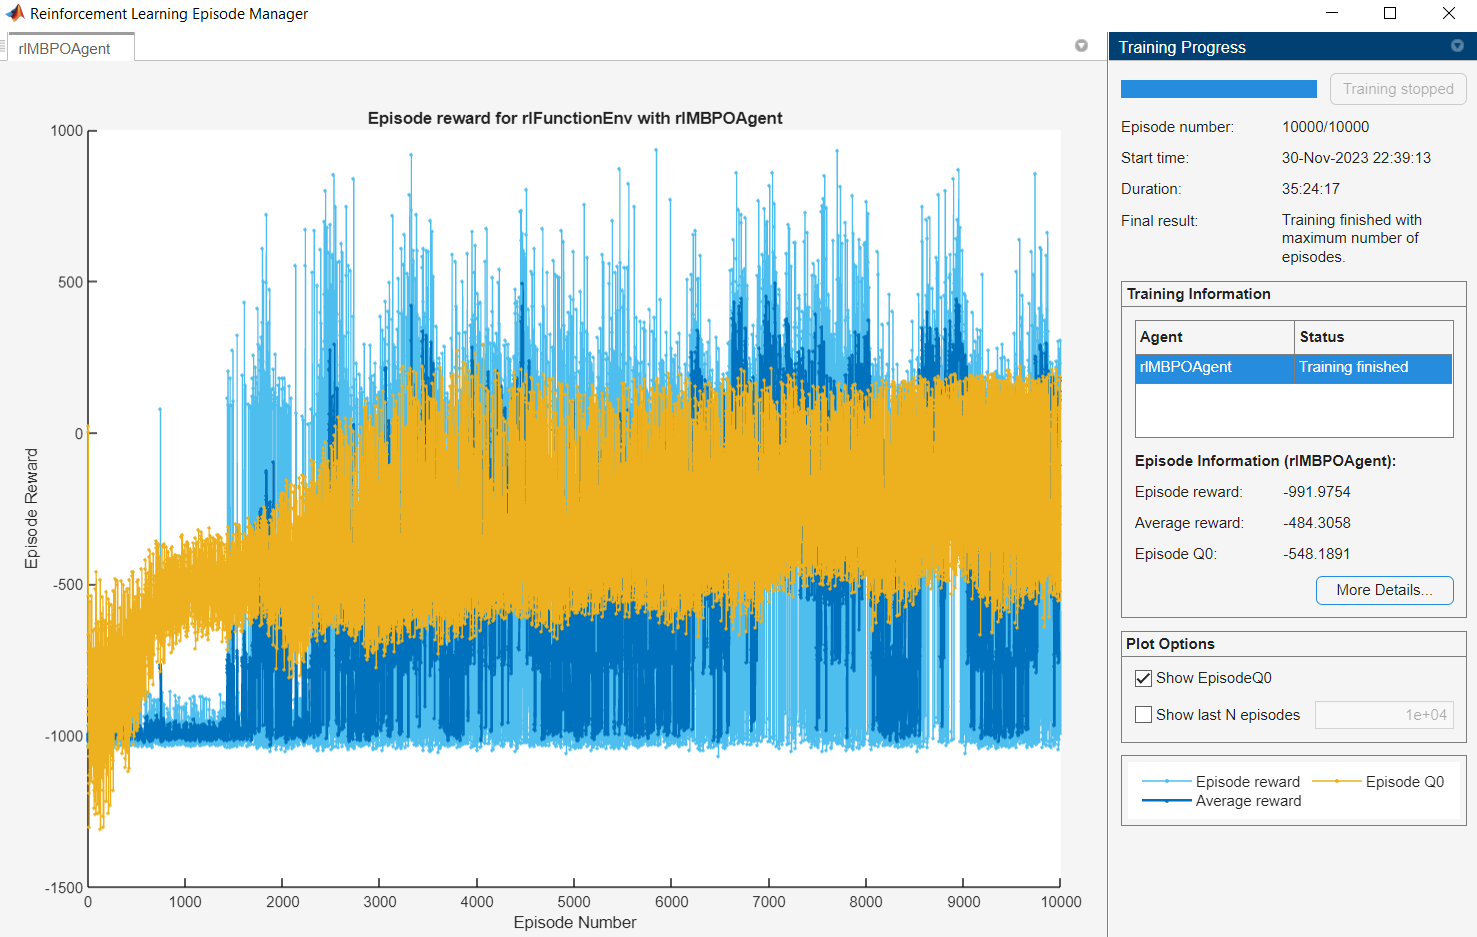 Reinforcement Learning Episode Manager
rlMBPOAgent
Episode reward for rlFunctionEnv with rlMBPOAgent
1000
500
0
-500
-1000
-1500
Episode Reward
0 1000 2000 3000 4000 5000 6000 7000 8000 9000 10000
Episode Number
Training Progress
Training stopped
Episode number: 10000/10000
Start time: 30-Nov-2023 22:39:13
Duration: 35:24:17
Final result: Training finished with
maximum number of
episodes.
Training Information
Agent Status
rlMBPOAgent Training finished
Episode Information (rlMBPOAgent):
Episode reward: -991.9754
Average reward: -484.3058
Episode Q0: -548.1891
More Details...
Plot Options
Show EpisodeQ0
Show last N episodes 1e+04
Episode reward Episode Q0
Average reward